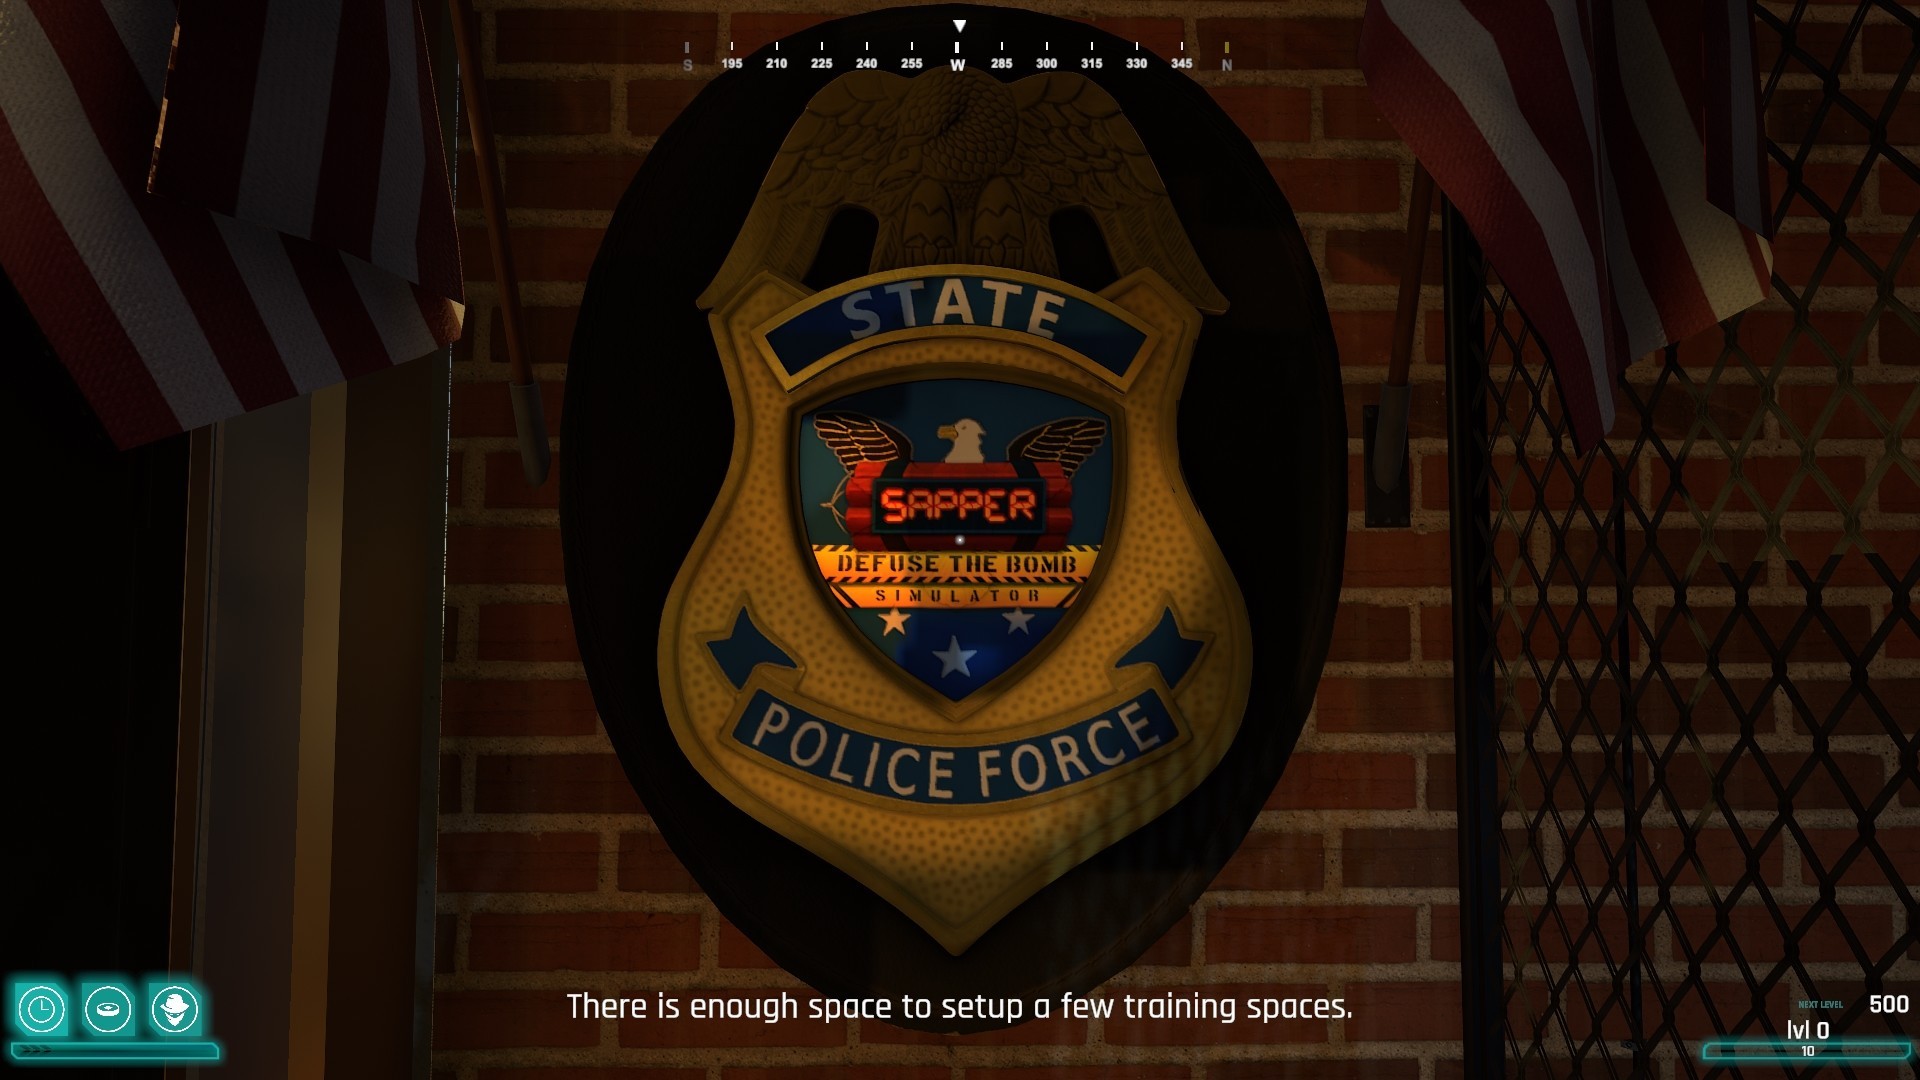 S 195 210 225 240 255 W 285 300 315 330 345 N
STATE
SAPPER
DEFUSE THE BOMB
SIMULATOR
POLICE FORCE
There is enough space to setup a few training spaces.
NEXT LEVEL 500
lvl 0
10